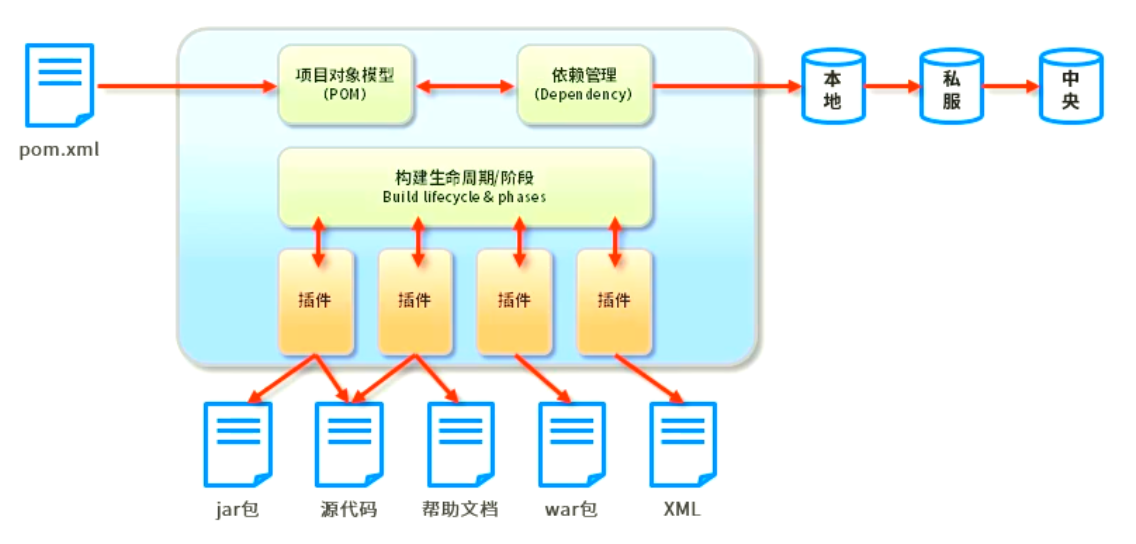 项目对象模型
(POM)
依赖管理
(Dependency)
本
地
私
服
中
央
pom.xml
构建生命周期/阶段
Build lifecycle & phases
插件
插件
插件
插件
jar包
源代码
帮助文档
war包
XML